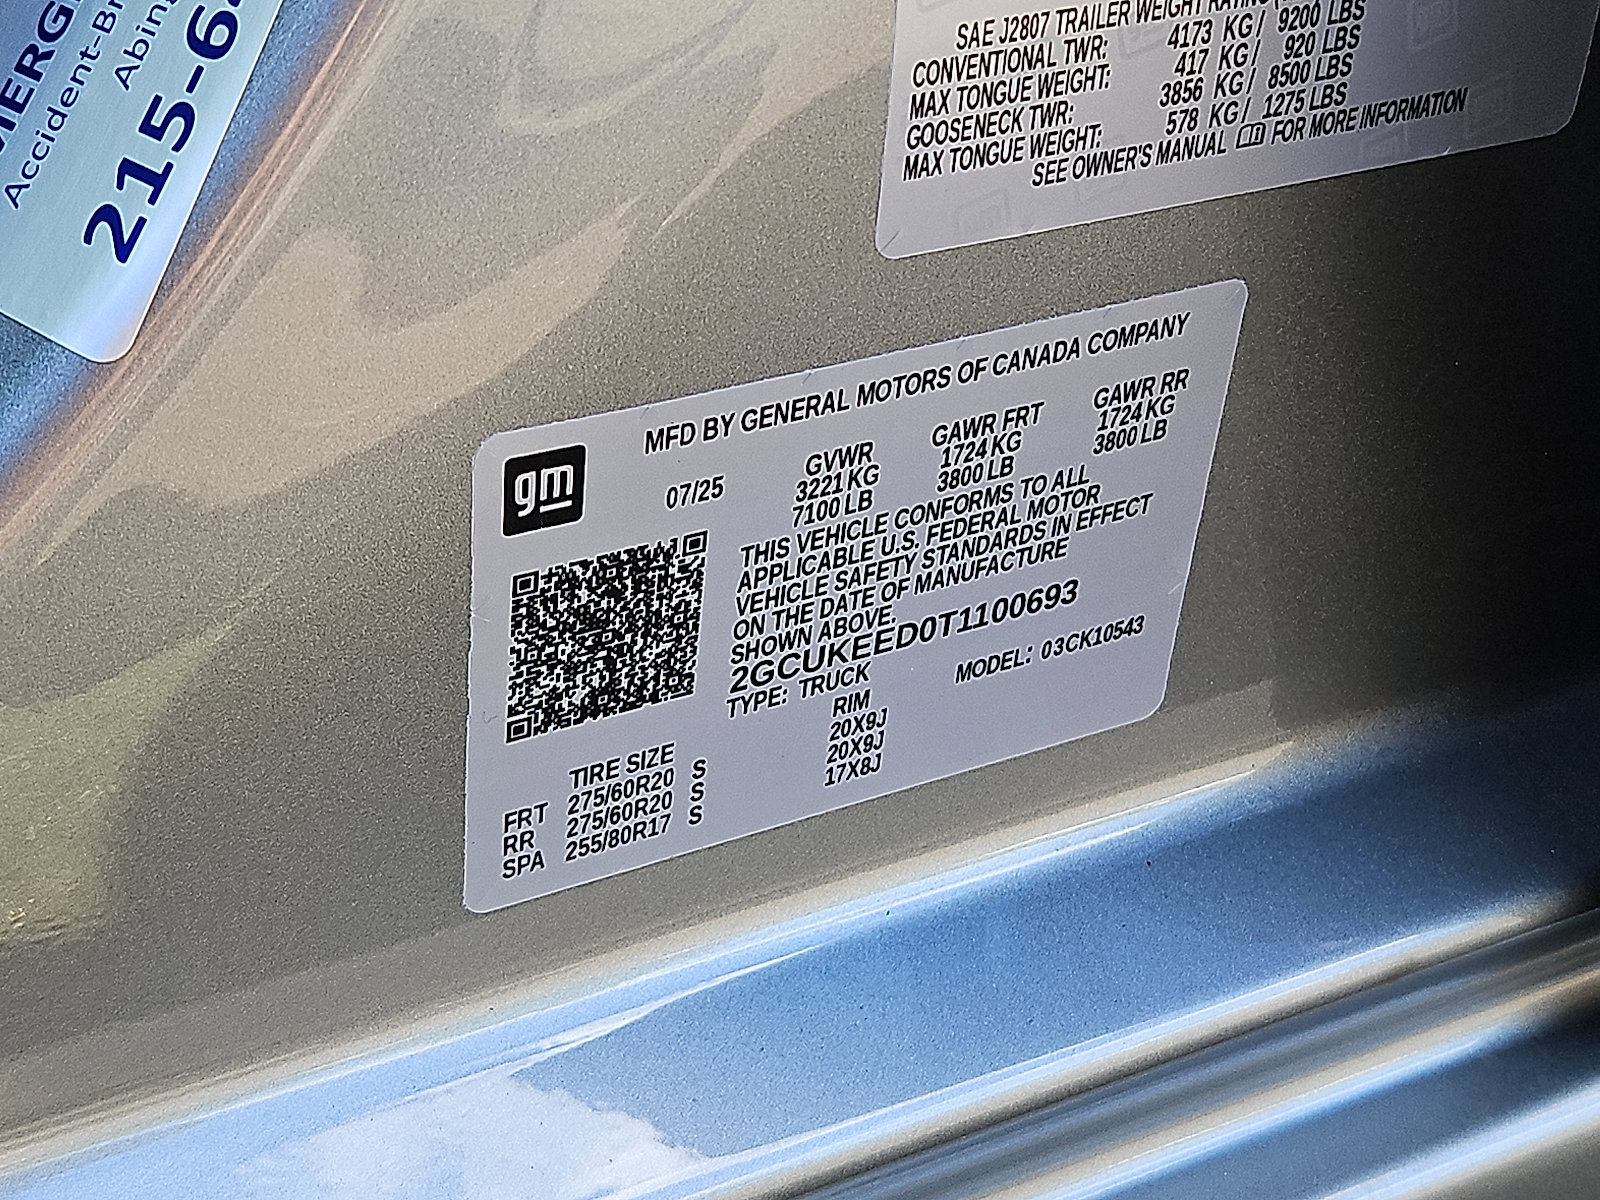 Accident-Br
Abing
215-64
SAE J2807 TRAILER WEIGHT RATING
CONVENTIONAL TWR: 4173 KG/ 9200 LBS
MAX TONGUE WEIGHT: 417 KG/ 920 LBS
GOOSENECK TWR: 3856 KG/ 8500 LBS
MAX TONGUE WEIGHT: 578 KG/ 1275 LBS
SEE OWNER'S MANUAL FOR MORE INFORMATION
gm
MFD BY GENERAL MOTORS OF CANADA COMPANY
07/25 GVWR GAWR FRT GAWR RR
3221 KG 1724 KG 1724 KG
7100 LB 3800 LB 3800 LB
THIS VEHICLE CONFORMS TO ALL
APPLICABLE U.S. FEDERAL MOTOR
VEHICLE SAFETY STANDARDS IN EFFECT
ON THE DATE OF MANUFACTURE
SHOWN ABOVE.
2GCUKEED0T1100693
TYPE: TRUCK MODEL: 03CK10543
TIRE SIZE RIM
FRT 275/60R20 S 20X9J
RR 275/60R20 S 20X9J
SPA 255/80R17 S 17X8J